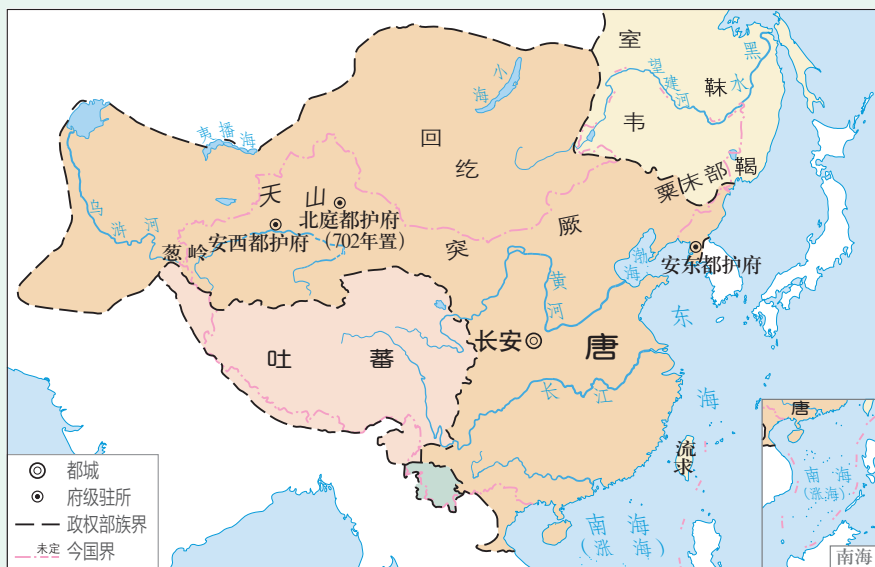 室
韦
靺
鞨
黑
水
望建河
小
海
回
纥
夷播海
天山
北庭都护府
(702年置)
安西都护府
乌浒河
葱岭
突
厥
粟末部
渤海
安东都护府
黄河
长安
唐
吐蕃
东
海
长江
流求
南海
(涨海)
都城
府级驻所
政权部族界
未定
今国界
唐
南海
(涨海)
南海